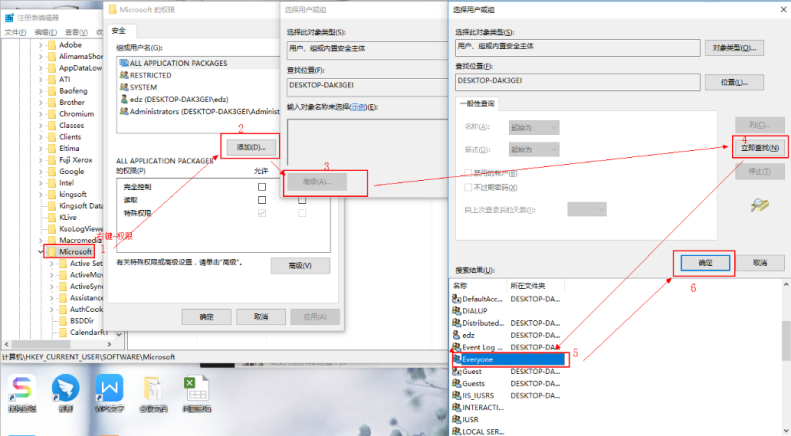 注册表编辑器
文件(F) 编辑(E) 查看(V)
Adobe
AlimamaShor
AppDataLow
ATI
Baofeng
Brother
Chromium
Classes
Clients
Eltima
Fuji Xerox
Google
Intel
kingsoft
Kingsoft Data
KLive
KsoLogViewe
Macromedia
Microsoft
Active Set
ActiveMov
ActiveSync
Assistance
AuthCook
BSDDir
CalendarRT
计算机\HKEY_CURRENT_USER\SOFTWARE\Microsoft
右键-权限
1
Microsoft 的权限
安全
组或用户名(G):
ALL APPLICATION PACKAGES
RESTRICTED
SYSTEM
edz (DESKTOP-DAK3GEI\edz)
Administrators (DESKTOP-DAK3GEI\Administ
2
添加(D)...
ALL APPLICATION PACKAGES
的权限(P)
允许
完全控制
读取
特殊权限
有关特殊权限或高级设置，请单击"高级"。
高级(V)
确定
取消
应用(A)
选择用户或组
选择此对象类型(S):
用户、组或内置安全主体
查找位置(F):
DESKTOP-DAK3GEI
输入对象名称来选择(示例)(E):
3
高级(A)...
选择用户或组
选择此对象类型(S):
用户、组或内置安全主体
对象类型(O)...
查找位置(F):
DESKTOP-DAK3GEI
位置(L)...
一般性查询
名称(A):
起始为
描述(D):
起始为
禁用的帐户(B)
不过期密码(X)
自上次登录后的天数(I):
列(C)...
4
立即查找(N)
停止(T)
确定
取消
6
搜索结果(U):
名称
所在文件夹
DefaultAcc...
DESKTOP-DA...
DIALUP
Distributed...
DESKTOP-DA...
edz
DESKTOP-DA...
Event Log ...
DESKTOP-DA...
Everyone
5
Guest
DESKTOP-DA...
Guests
DESKTOP-DA...
IIS_IUSRS
DESKTOP-DA...
INTERACTI...
IUSR
LOCAL SER...
WPS文字
会议文档